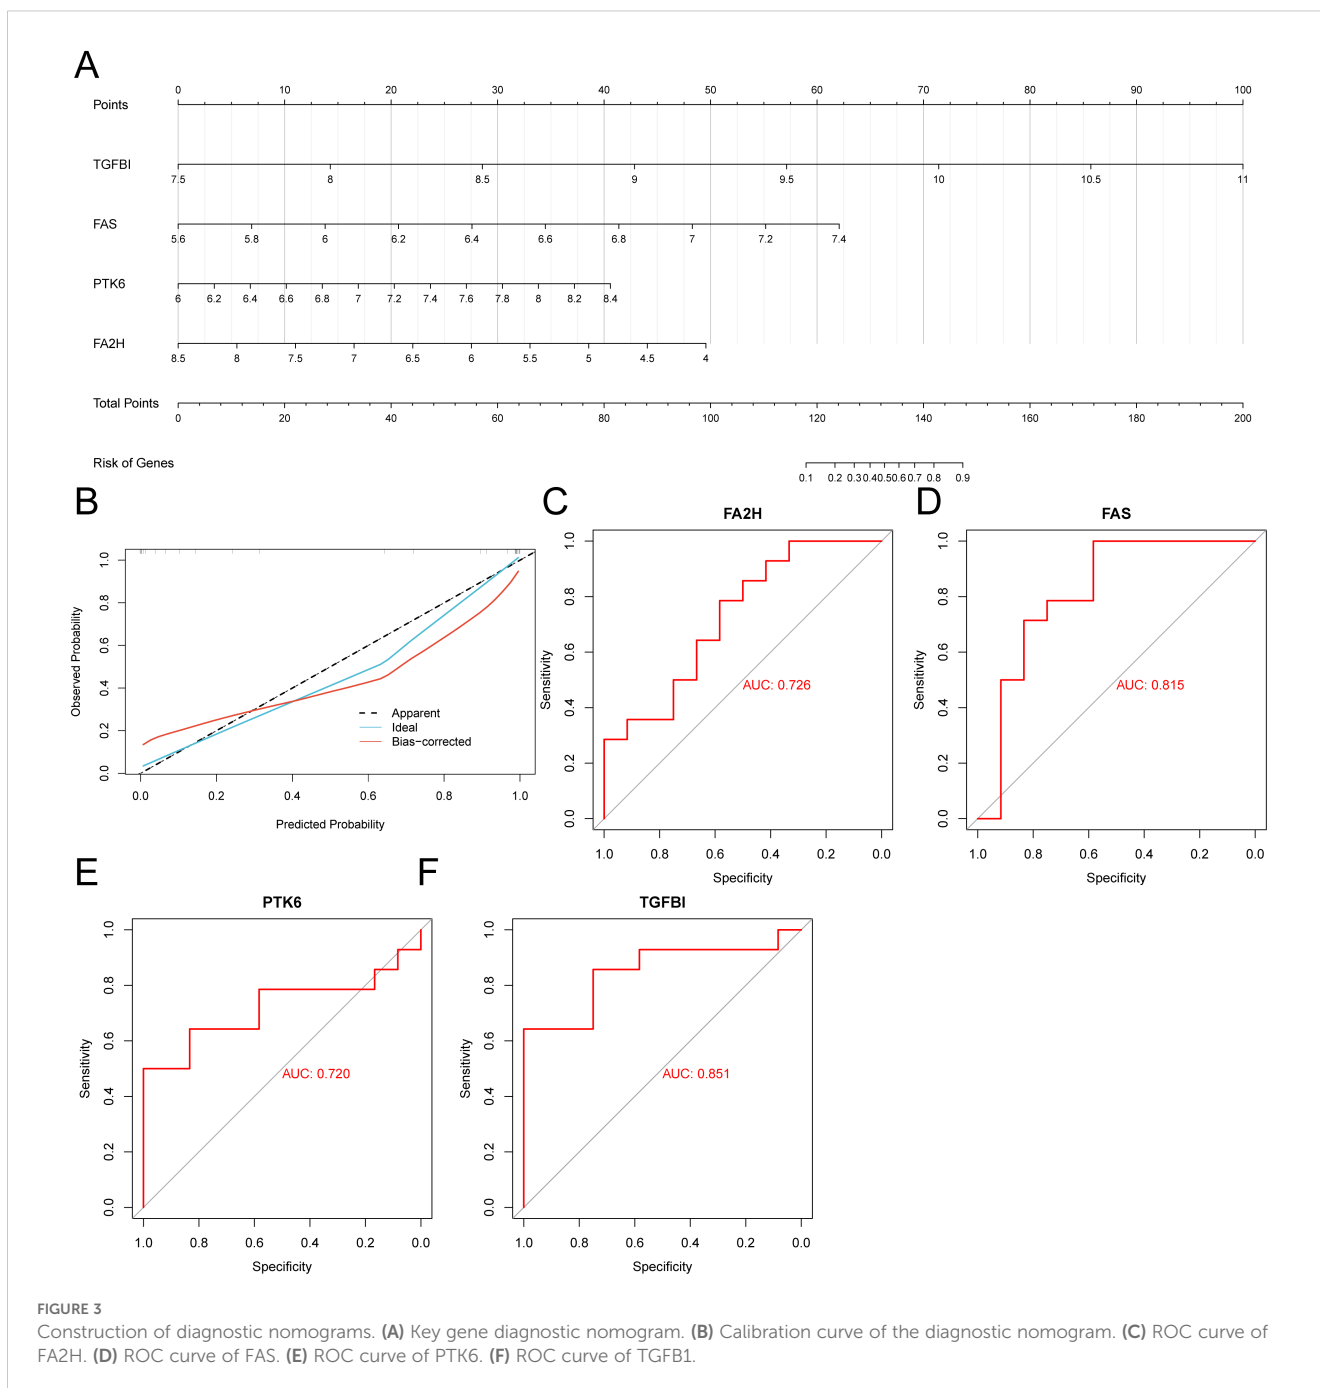 A
0 10 20 30 40 50 60 70 80 90 100
Points
TGFBI
7.5 8 8.5 9 9.5 10 10.5 11
FAS
5.6 5.8 6 6.2 6.4 6.6 6.8 7 7.2 7.4
PTK6
6 6.2 6.4 6.6 6.8 7 7.2 7.4 7.6 7.8 8 8.2 8.4
FA2H
8.5 8 7.5 7 6.5 6 5.5 5 4.5 4
Total Points
0 20 40 60 80 100 120 140 160 180 200
Risk of Genes
0.1 0.2 0.3 0.4 0.5 0.6 0.7 0.8 0.9
B
Observed Probability
0.0 0.2 0.4 0.6 0.8 1.0
Apparent
Ideal
Bias−corrected
0.0 0.2 0.4 0.6 0.8 1.0
Predicted Probability
C
FA2H
Sensitivity
0.0 0.2 0.4 0.6 0.8 1.0
AUC: 0.726
1.0 0.8 0.6 0.4 0.2 0.0
Specificity
D
FAS
Sensitivity
0.0 0.2 0.4 0.6 0.8 1.0
AUC: 0.815
1.0 0.8 0.6 0.4 0.2 0.0
Specificity
E
PTK6
Sensitivity
0.0 0.2 0.4 0.6 0.8 1.0
AUC: 0.720
1.0 0.8 0.6 0.4 0.2 0.0
Specificity
F
TGFBI
Sensitivity
0.0 0.2 0.4 0.6 0.8 1.0
AUC: 0.851
1.0 0.8 0.6 0.4 0.2 0.0
Specificity
FIGURE 3
Construction of diagnostic nomograms. (A) Key gene diagnostic nomogram. (B) Calibration curve of the diagnostic nomogram. (C) ROC curve of
FA2H. (D) ROC curve of FAS. (E) ROC curve of PTK6. (F) ROC curve of TGFB1.